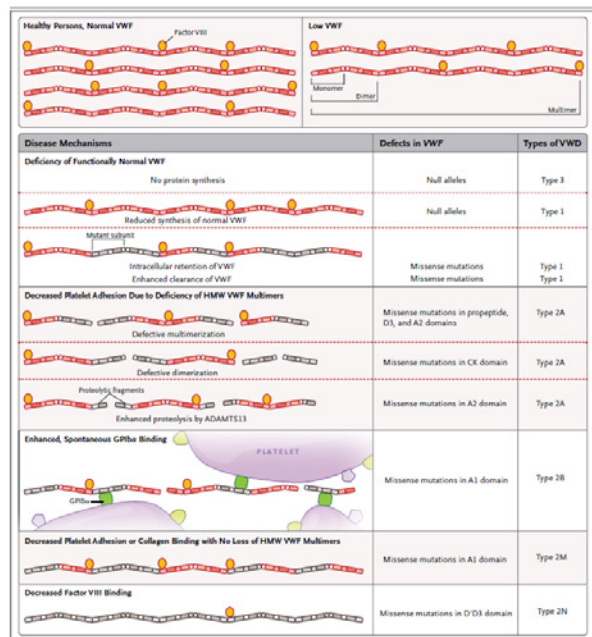 Healthy Persons, Normal VWF
Factor VIII
Low VWF
Monomer
Dimer
Multimer
Disease Mechanisms
Defects in VWF
Types of VWD
Deficiency of Functionally Normal VWF
No protein synthesis
Null alleles
Type 3
Reduced synthesis of normal VWF
Null alleles
Type 1
Mutant subunit
Intracellular retention of VWF
Missense mutations
Type 1
Enhanced clearance of VWF
Missense mutations
Type 1
Decreased Platelet Adhesion Due to Deficiency of HMW VWF Multimers
Defective multimerization
Missense mutations in propeptide,
D3, and A2 domains
Type 2A
Defective dimerization
Missense mutations in CK domain
Type 2A
Proteolytic fragments
Enhanced proteolysis by ADAMTS13
Missense mutations in A2 domain
Type 2A
Enhanced, Spontaneous GPIbα Binding
PLATELET
GPIbα
Missense mutations in A1 domain
Type 2B
Decreased Platelet Adhesion or Collagen Binding with No Loss of HMW VWF Multimers
Missense mutations in A1 domain
Type 2M
Decreased Factor VIII Binding
Missense mutations in D'D3 domain
Type 2N